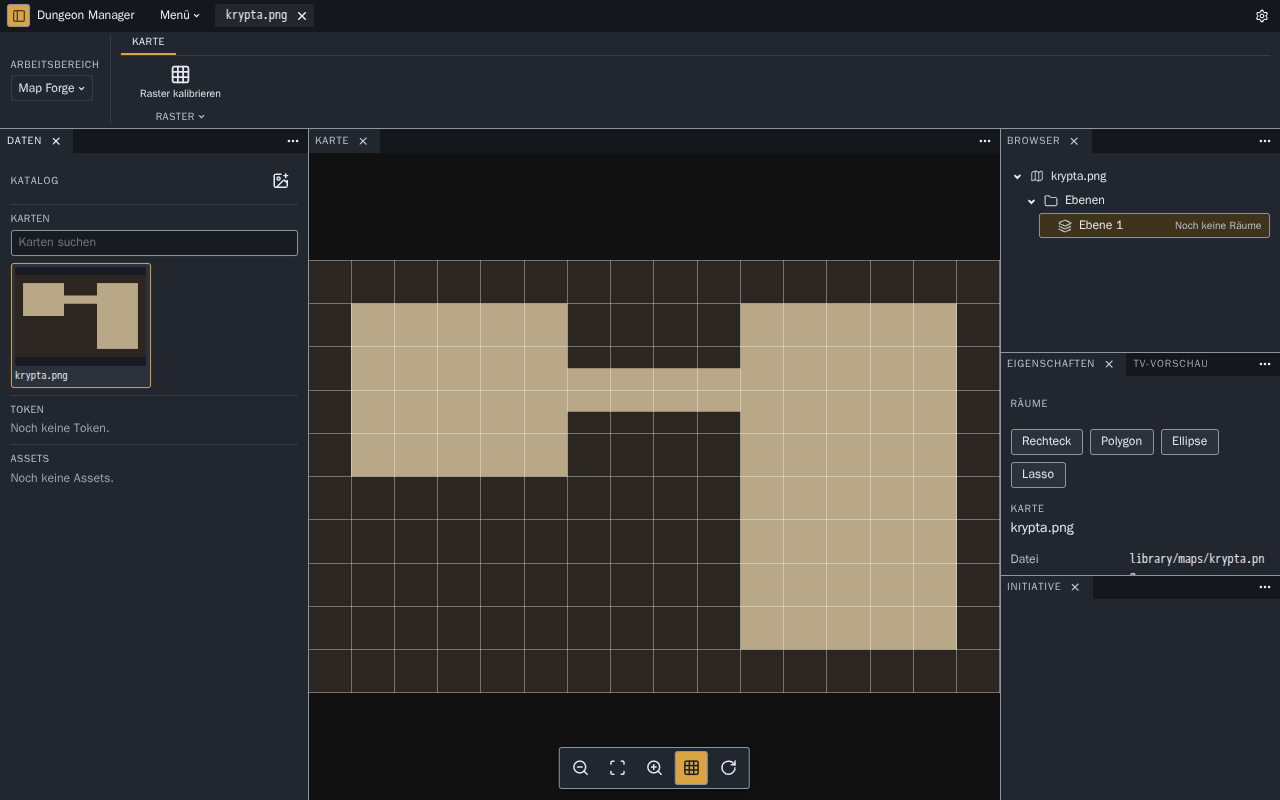 Dungeon Manager
Menü
krypta.png
KARTE
ARBEITSBEREICH
Map Forge
Raster kalibrieren
RASTER
DATEN
KARTE
BROWSER
KATALOG
KARTEN
Karten suchen
krypta.png
TOKEN
Noch keine Token.
ASSETS
Noch keine Assets.
krypta.png
Ebenen
Ebene 1
Noch keine Räume
EIGENSCHAFTEN
TV-VORSCHAU
RÄUME
Rechteck
Polygon
Ellipse
Lasso
KARTE
krypta.png
Datei
library/maps/krypta.pn
INITIATIVE